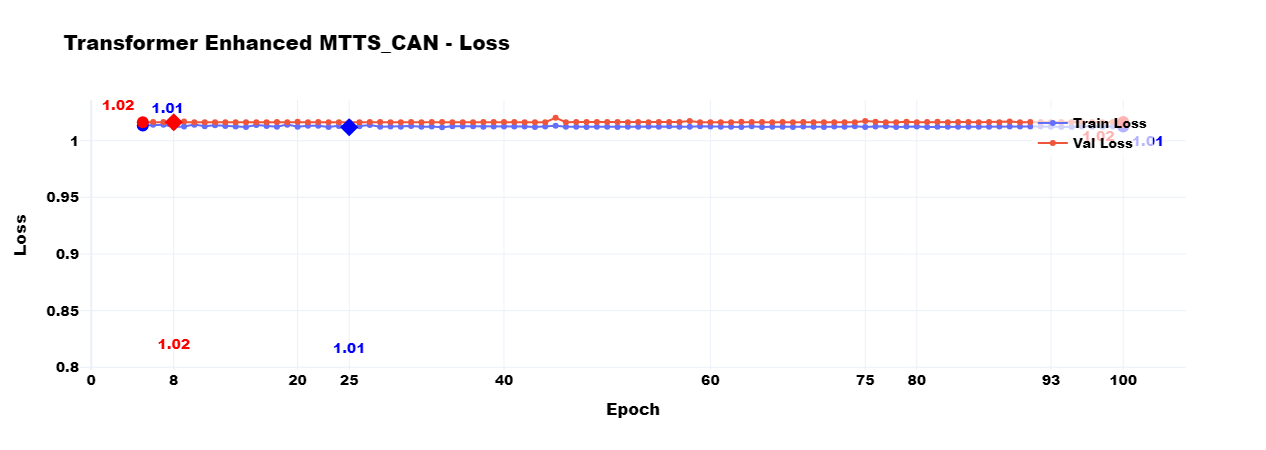 Transformer Enhanced MTTS_CAN - Loss
1.02
1.01
Train Loss
Val Loss
1.02
1.01
1
0.95
0.9
0.85
0.8
Loss
1.02
1.01
0 8 20 25 40 60 75 80 93 100
Epoch